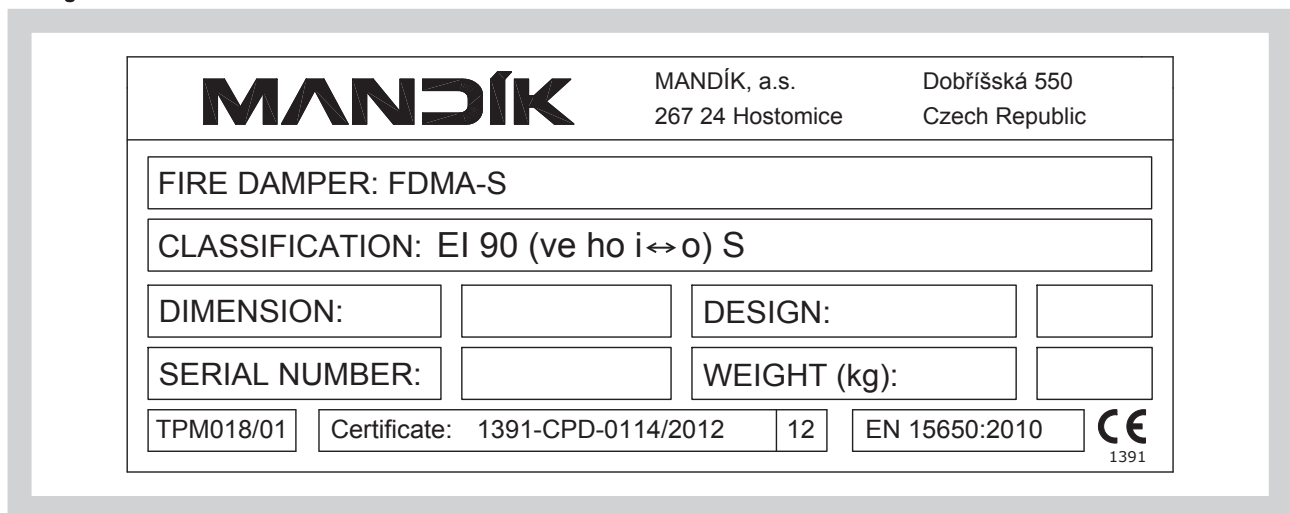 MANDÍK
MANDÍK, a.s. Dobříšská 550
267 24 Hostomice Czech Republic
FIRE DAMPER: FDMA-S
CLASSIFICATION: EI 90 (ve ho i↔o) S
DIMENSION: DESIGN:
SERIAL NUMBER: WEIGHT (kg):
TPM018/01 Certificate: 1391-CPD-0114/2012 12 EN 15650:2010 CE
1391